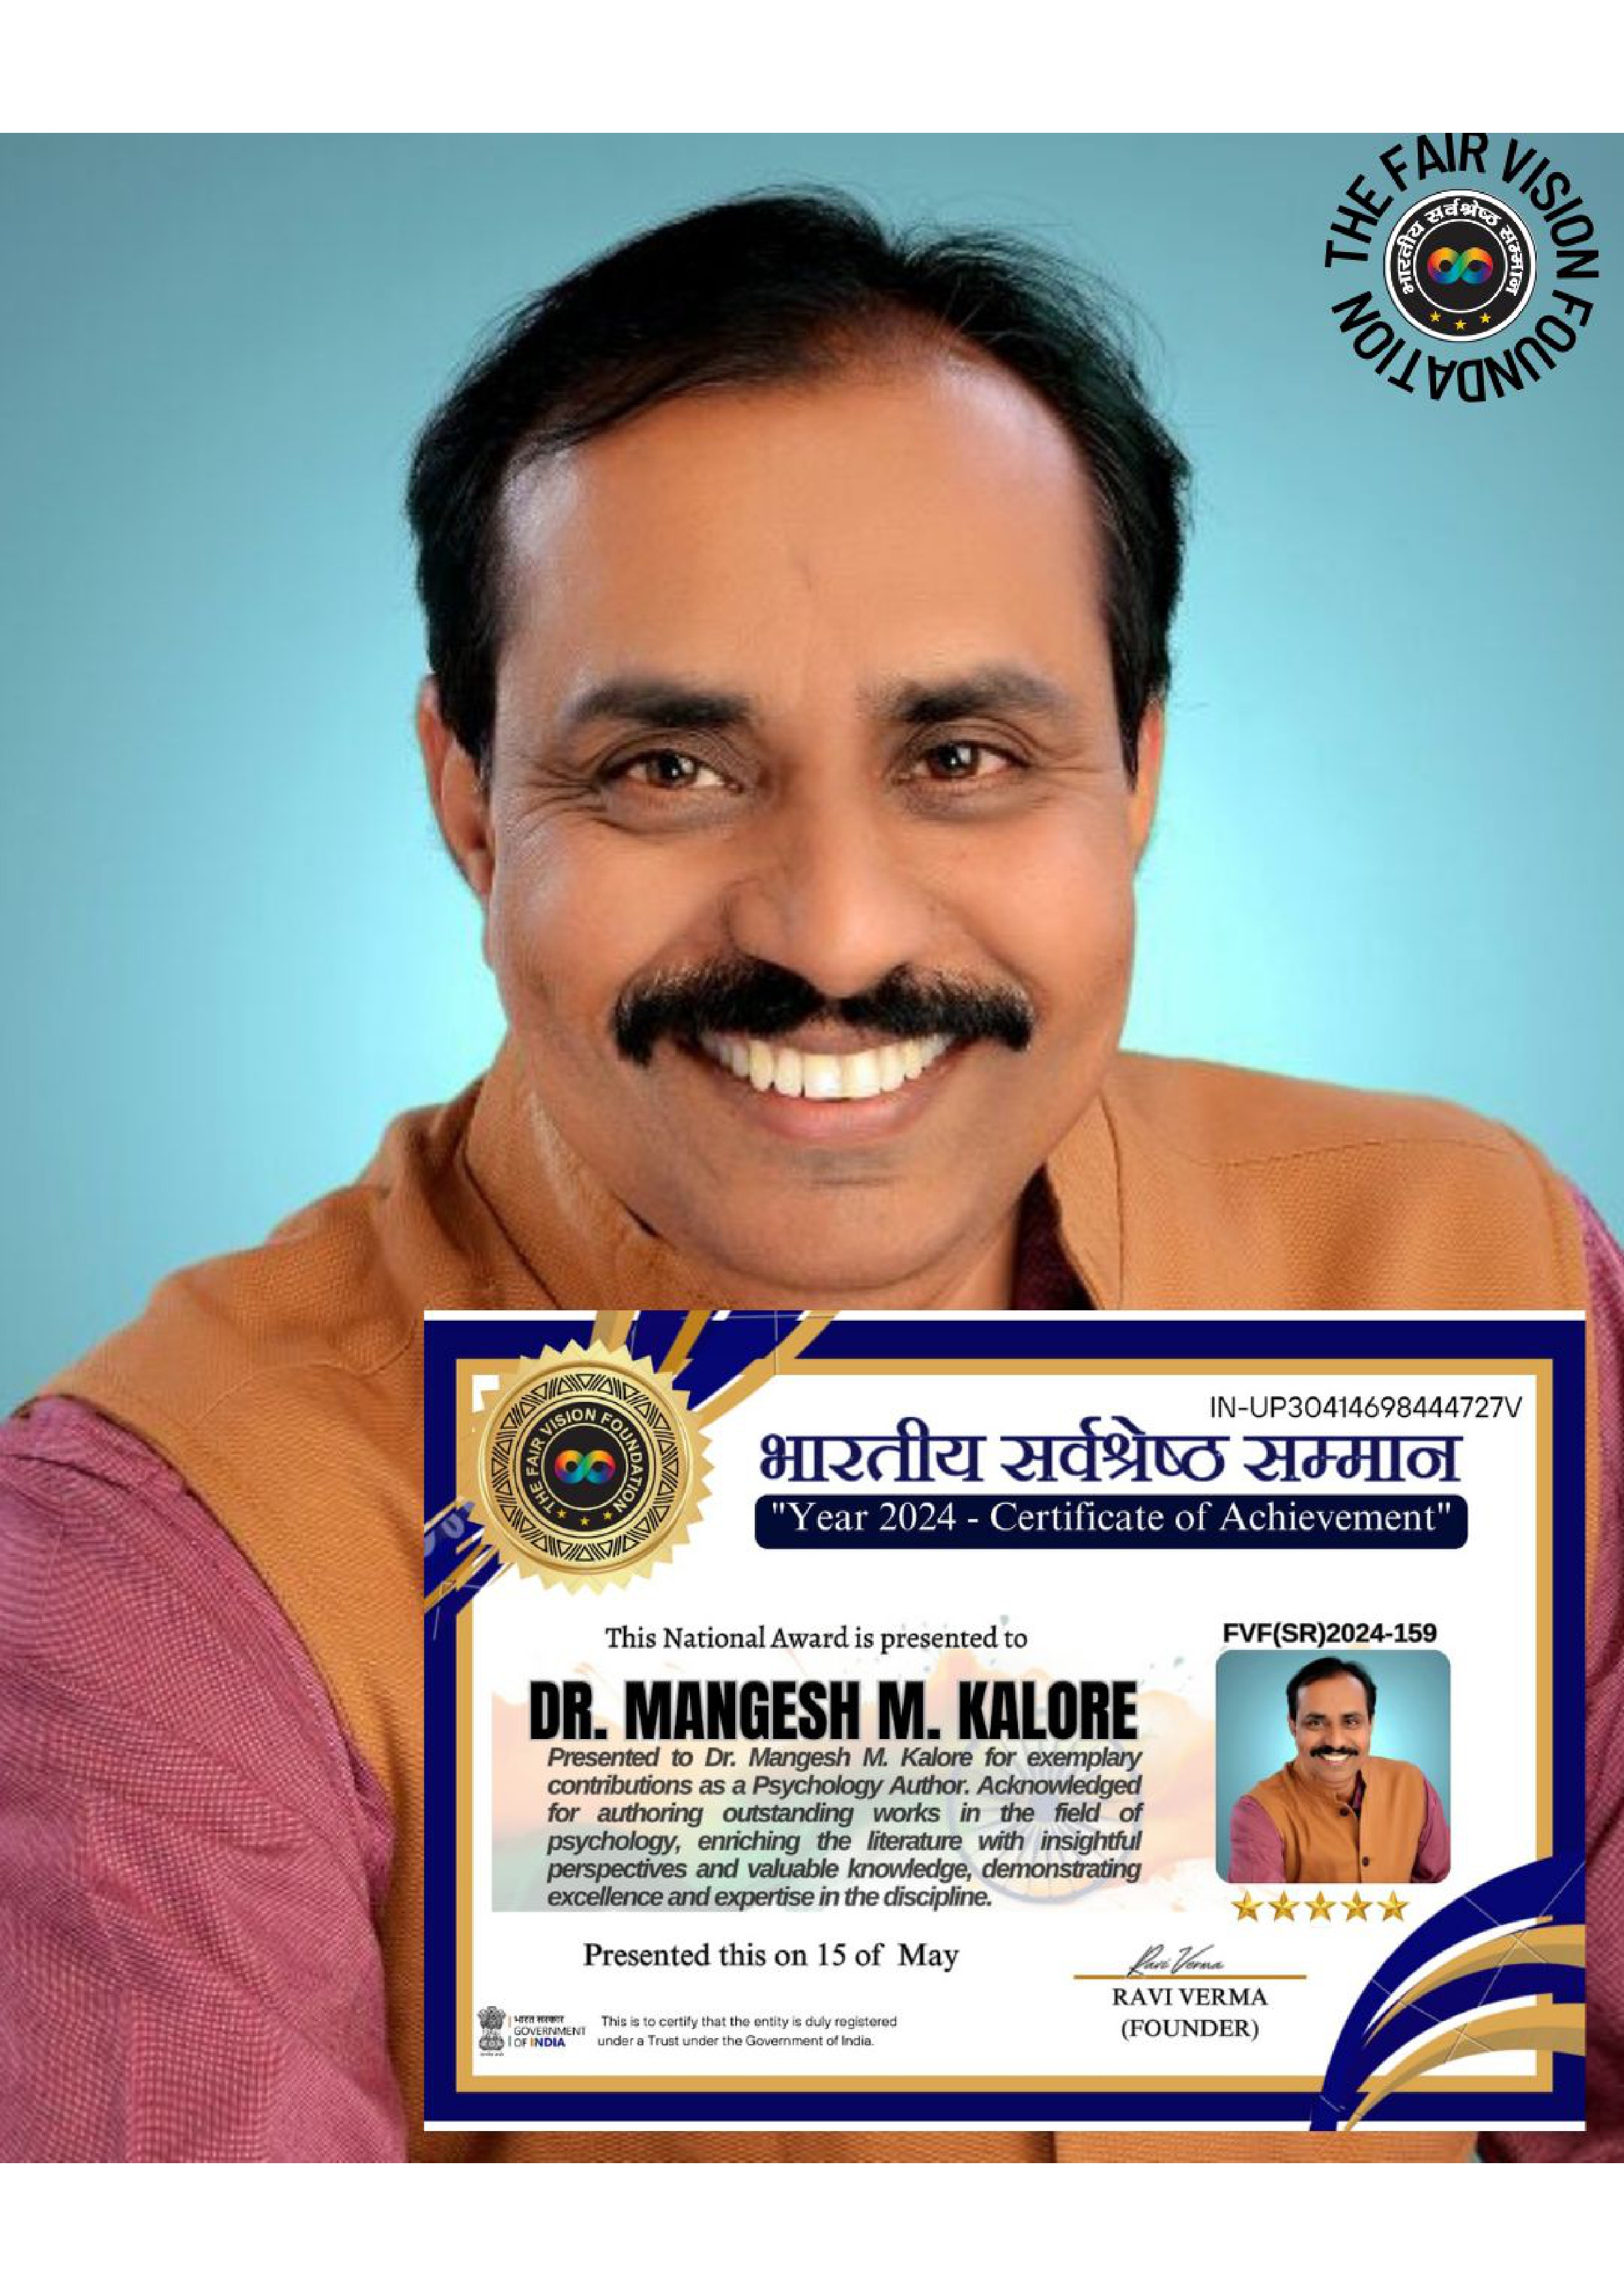 THE FAIR VISION FOUNDATION
भारतीय सर्वश्रेष्ठ सम्मान
THE FAIR VISION FOUNDATION
IN-UP30414698444727V
भारतीय सर्वश्रेष्ठ सम्मान
"Year 2024 - Certificate of Achievement"
This National Award is presented to
FVF(SR)2024-159
DR. MANGESH M. KALORE
Presented to Dr. Mangesh M. Kalore for exemplary
contributions as a Psychology Author. Acknowledged
for authoring outstanding works in the field of
psychology, enriching the literature with insightful
perspectives and valuable knowledge, demonstrating
excellence and expertise in the discipline.
Presented this on 15 of May
Ravi Verma
RAVI VERMA
(FOUNDER)
भारत सरकार
GOVERNMENT
OF INDIA
This is to certify that the entity is duly registered
under a Trust under the Government of India.